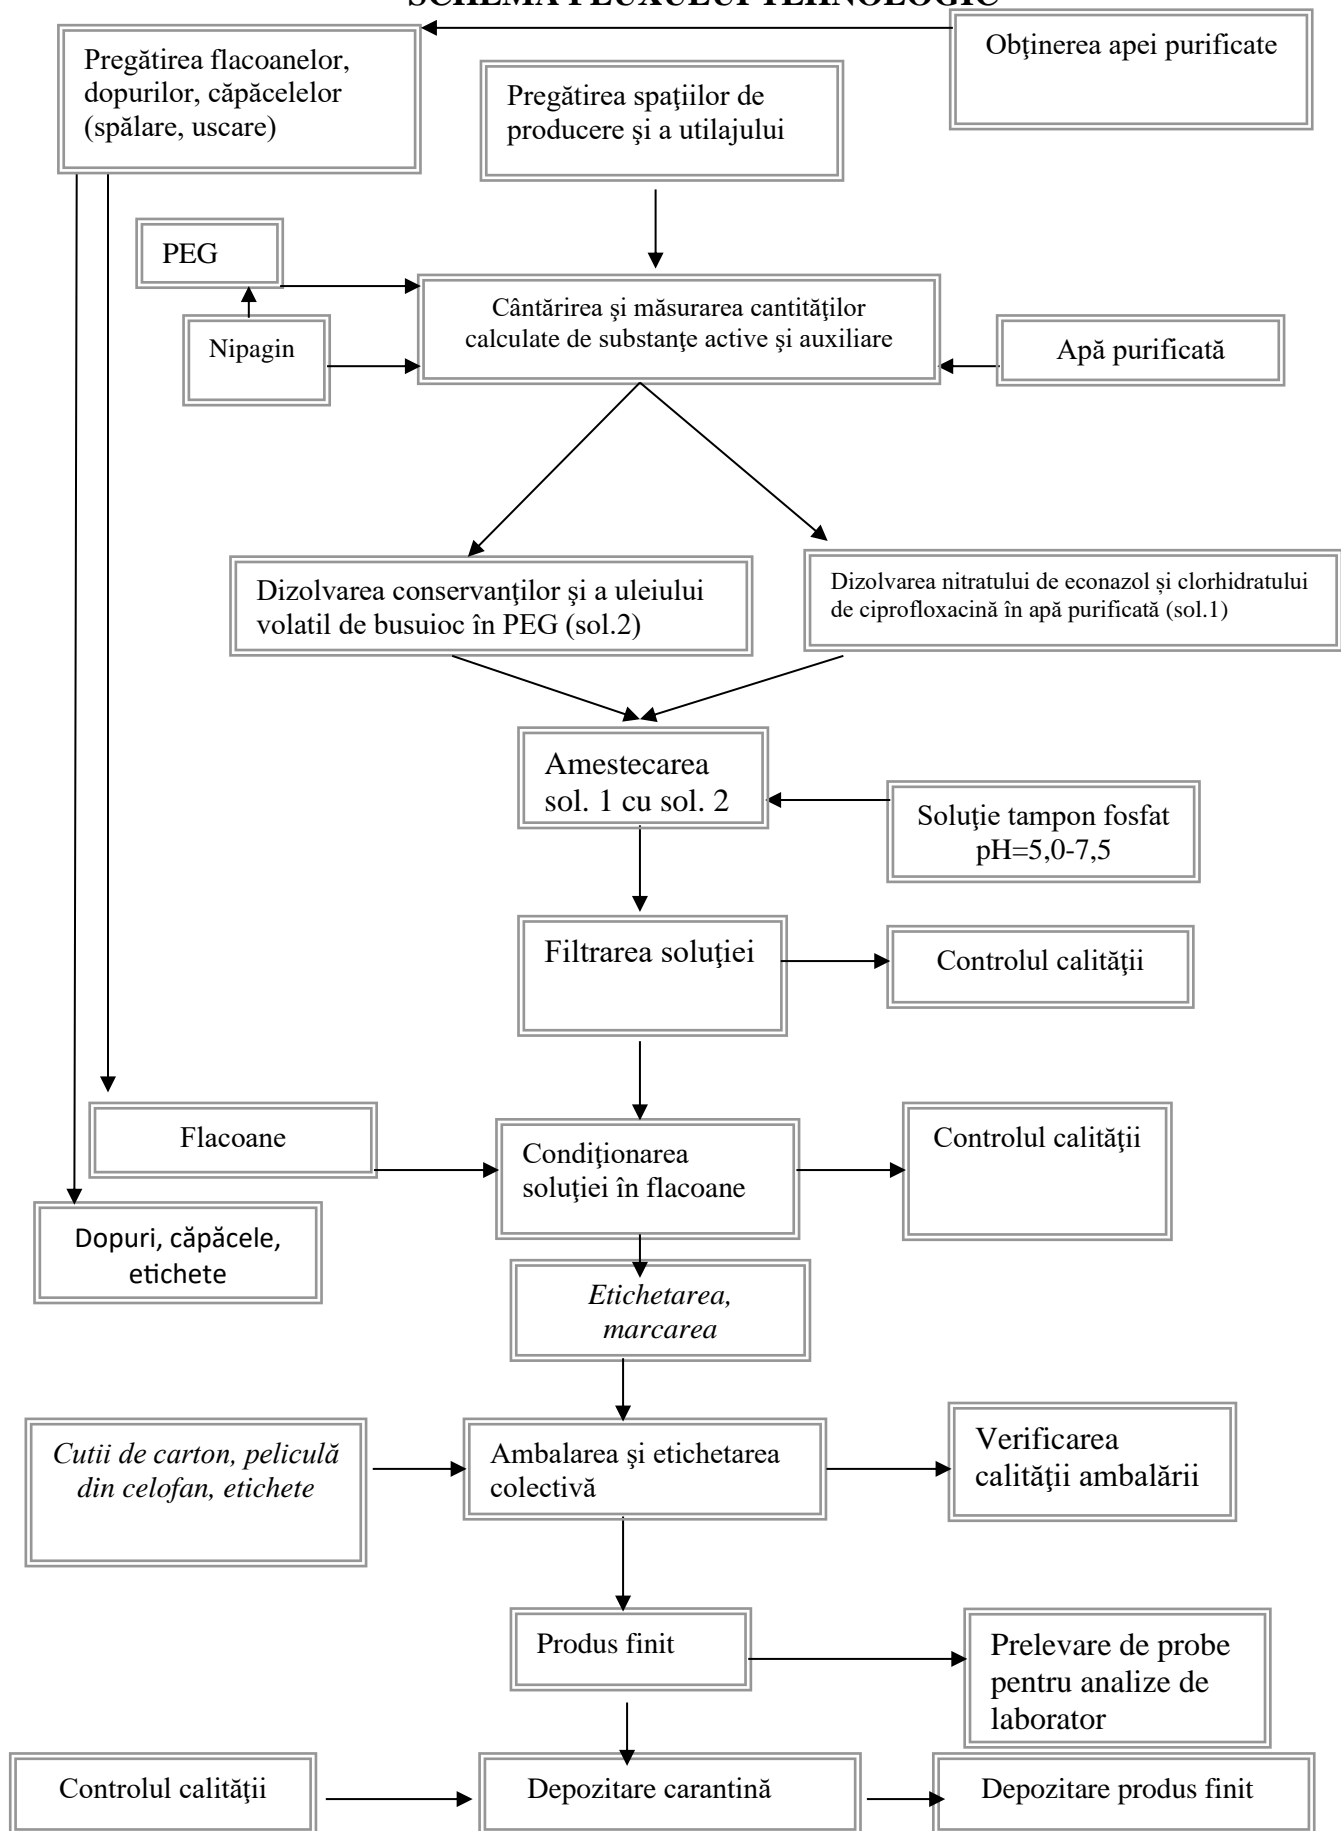 SCHEMA FLUXULUI TEHNOLOGIC
Pregătirea flacoanelor,
dopurilor, căpăcelelor
(spălare, uscare)
Obţinerea apei purificate
Pregătirea spaţiilor de
producere şi a utilajului
PEG
Nipagin
Cântărirea şi măsurarea cantităţilor
calculate de substanţe active şi auxiliare
Apă purificată
Dizolvarea conservanţilor şi a uleiului
volatil de busuioc în PEG (sol.2)
Dizolvarea nitratului de econazol și clorhidratului
de ciprofloxacină în apă purificată (sol.1)
Amestecarea
sol. 1 cu sol. 2
Soluţie tampon fosfat
pH=5,0-7,5
Filtrarea soluţiei
Controlul calităţii
Flacoane
Condiţionarea
soluţiei în flacoane
Controlul calităţii
Dopuri, căpăcele,
etichete
Etichetarea,
marcarea
Cutii de carton, peliculă
din celofan, etichete
Ambalarea şi etichetarea
colectivă
Verificarea
calităţii ambalării
Produs finit
Prelevare de probe
pentru analize de
laborator
Controlul calităţii
Depozitare carantină
Depozitare produs finit